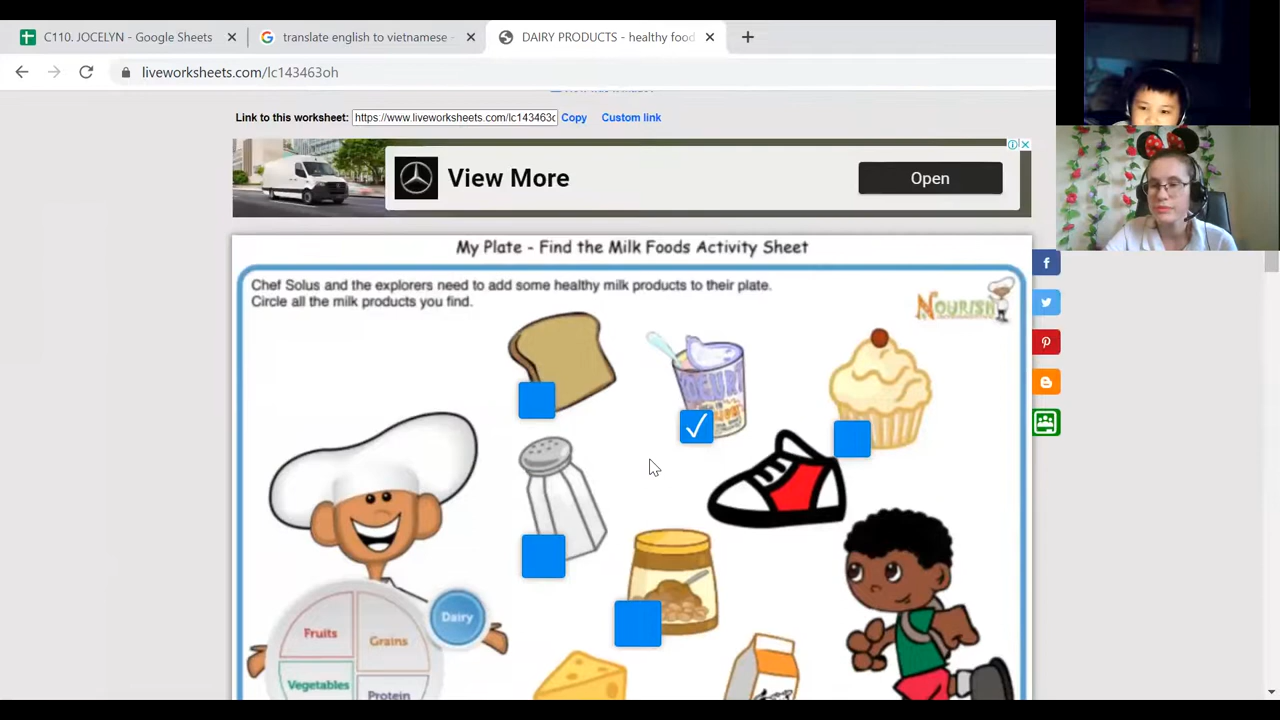 C110. JOCELYN - Google Sheets
translate english to vietnamese -
DAIRY PRODUCTS - healthy food
liveworksheets.com/lc143463oh
Link to this worksheet: https://www.liveworksheets.com/lc143463c Copy Custom link
View More
Open
My Plate - Find the Milk Foods Activity Sheet
Chef Solus and the explorers need to add some healthy milk products to their plate.
Circle all the milk products you find.
NOURISH
YOGURT
Dairy
Fruits
Grains
Vegetables
Protein